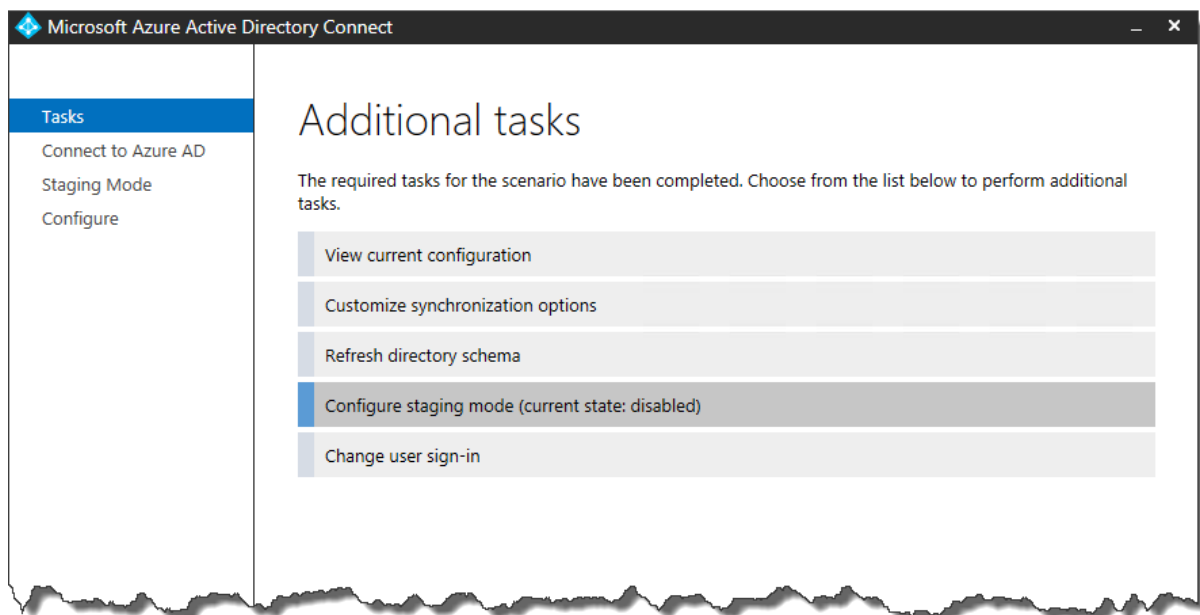 Microsoft Azure Active Directory Connect
Tasks
Connect to Azure AD
Staging Mode
Configure
Additional tasks
The required tasks for the scenario have been completed. Choose from the list below to perform additional
tasks.
View current configuration
Customize synchronization options
Refresh directory schema
Configure staging mode (current state: disabled)
Change user sign-in